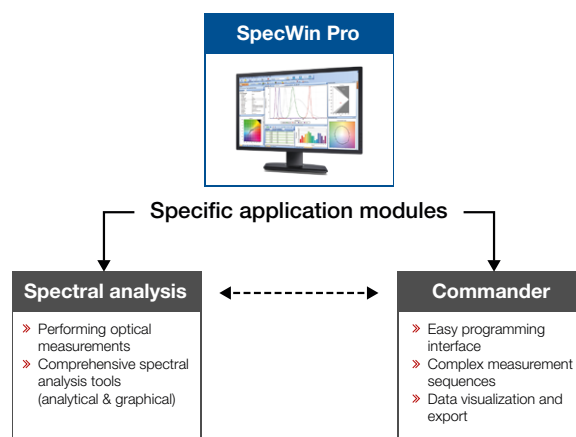 SpecWin Pro
Specific application modules
Spectral analysis
» Performing optical
measurements
» Comprehensive spectral
analysis tools
(analytical & graphical)
Commander
» Easy programming
interface
» Complex measurement
sequences
» Data visualization and
export